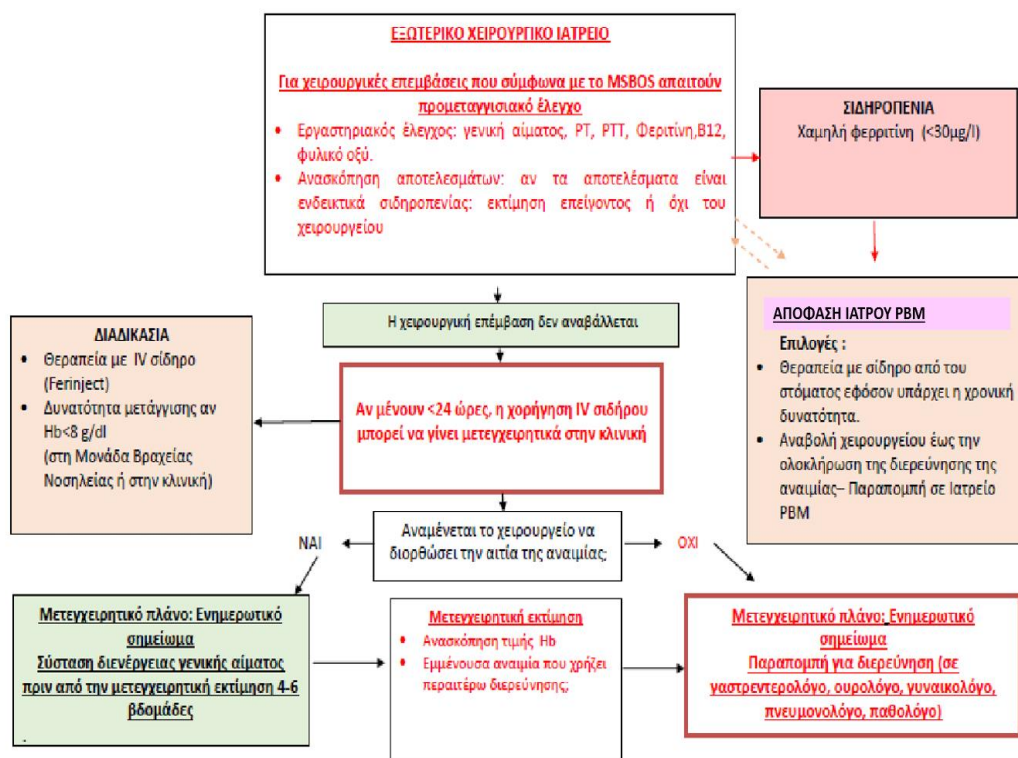 ΕΞΩΤΕΡΙΚΟ ΧΕΙΡΟΥΡΓΙΚΟ ΙΑΤΡΕΙΟ
Για χειρουργικές επεμβάσεις που σύμφωνα με το MSBOS απαιτούν
προμεταγγισιακό έλεγχο
• Εργαστηριακός έλεγχος: γενική αίματος, PT, PTT, Φεριτίνη,B12,
φυλικό οξύ.
• Ανασκόπηση αποτελεσμάτων: αν τα αποτελέσματα είναι
ενδεικτικά σιδηροπενίας: εκτίμηση επείγοντος ή όχι του
χειρουργείου
ΣΙΔΗΡΟΠΕΝΙΑ
Χαμηλή φερριτίνη (<30μg/l)
ΑΠΟΦΑΣΗ ΙΑΤΡΟΥ PBM
Επιλογές :
• Θεραπεία με σίδηρο από του
στόματος εφόσον υπάρχει η χρονική
δυνατότητα.
• Αναβολή χειρουργείου έως την
ολοκλήρωση της διερεύνησης της
αναιμίας– Παραπομπή σε Ιατρείο
PBM
Η χειρουργική επέμβαση δεν αναβάλλεται
ΔΙΑΔΙΚΑΣΙΑ
• Θεραπεία με IV σίδηρο
(Ferinject)
• Δυνατότητα μετάγγισης αν
Hb<8 g/dl
(στη Μονάδα Βραχείας
Νοσηλείας ή στην κλινική)
Αν μένουν <24 ώρες, η χορήγηση IV σιδήρου
μπορεί να γίνει μετεγχειρητικά στην κλινική
Αναμένεται το χειρουργείο να
διορθώσει την αιτία της αναιμίας;
ΝΑΙ
ΟΧΙ
Μετεγχειρητικό πλάνο: Ενημερωτικό
σημείωμα
Σύσταση διενέργειας γενικής αίματος
πριν από την μετεγχειρητική εκτίμηση 4-6
βδομάδες
.
Μετεγχειρητική εκτίμηση
• Ανασκόπηση τιμής Hb
• Εμμένουσα αναιμία που χρήζει
περαιτέρω διερεύνησης;
Μετεγχειρητικό πλάνο: Ενημερωτικό
σημείωμα
Παραπομπή για διερεύνηση (σε
γαστρεντερολόγο, ουρολόγο, γυναικολόγο,
πνευμονολόγο, παθολόγο)